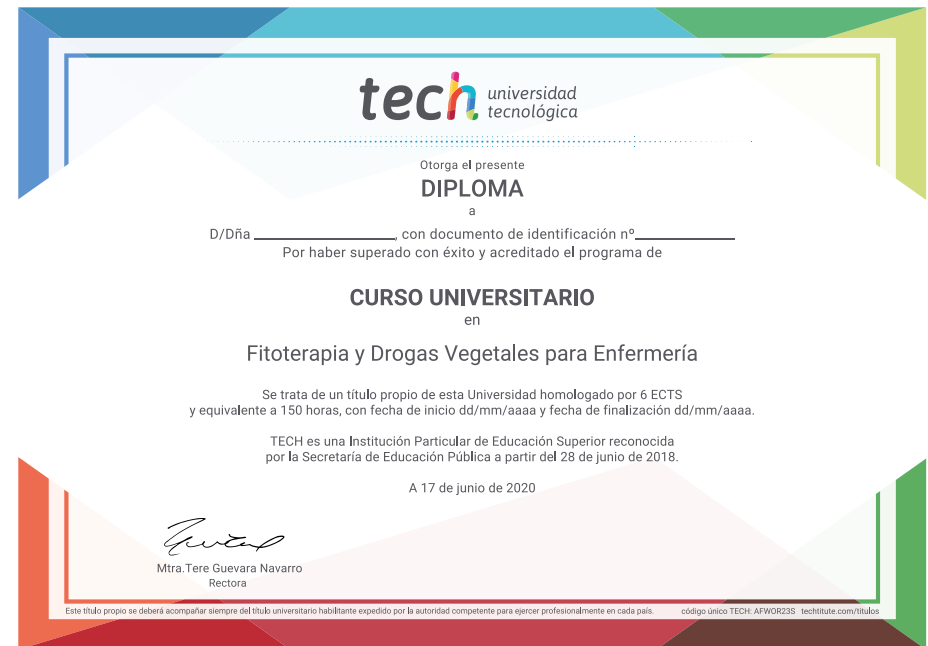 tech universidad
tecnológica
Otorga el presente
DIPLOMA
a
D/Dña ________________, con documento de identificación nº____________
Por haber superado con éxito y acreditado el programa de
CURSO UNIVERSITARIO
en
Fitoterapia y Drogas Vegetales para Enfermería
Se trata de un título propio de esta Universidad homologado por 6 ECTS
y equivalente a 150 horas, con fecha de inicio dd/mm/aaaa y fecha de finalización dd/mm/aaaa.
TECH es una Institución Particular de Educación Superior reconocida
por la Secretaría de Educación Pública a partir del 28 de junio de 2018.
A 17 de junio de 2020
Mtra.Tere Guevara Navarro
Rectora
Este título propio se deberá acompañar siempre del título universitario habilitante expedido por la autoridad competente para ejercer profesionalmente en cada país. código único TECH: AFWOR23S techtitute.com/titulos